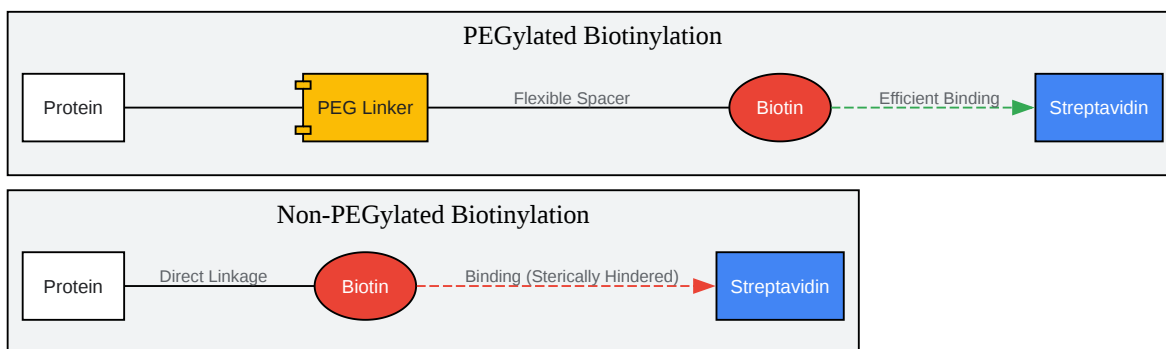 PEGylated Biotinylation
Protein
PEG Linker
Flexible Spacer
Biotin
Efficient Binding
Streptavidin
Non-PEGylated Biotinylation
Protein
Direct Linkage
Biotin
Binding (Sterically Hindered)
Streptavidin